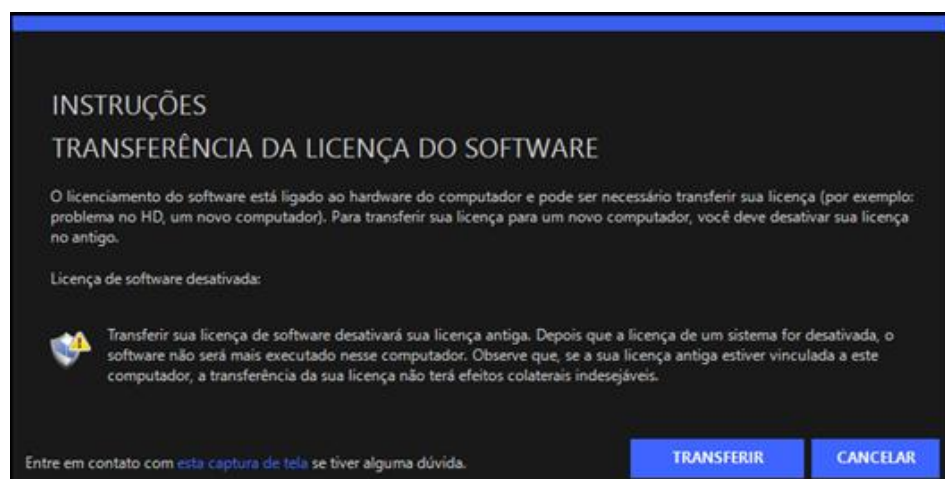 INSTRUÇÕES
TRANSFERÊNCIA DA LICENÇA DO SOFTWARE
O licenciamento do software está ligado ao hardware do computador e pode ser necessário transferir sua licença (por exemplo:
problema no HD, um novo computador). Para transferir sua licença para um novo computador, você deve desativar sua licença
no antigo.
Licença de software desativada:
Transferir sua licença de software desativará sua licença antiga. Depois que a licença de um sistema for desativada, o
software não será mais executado nesse computador. Observe que, se a sua licença antiga estiver vinculada a este
computador, a transferência da sua licença não terá efeitos colaterais indesejáveis.
Entre em contato com esta captura de tela se tiver alguma dúvida.
TRANSFERIR
CANCELAR